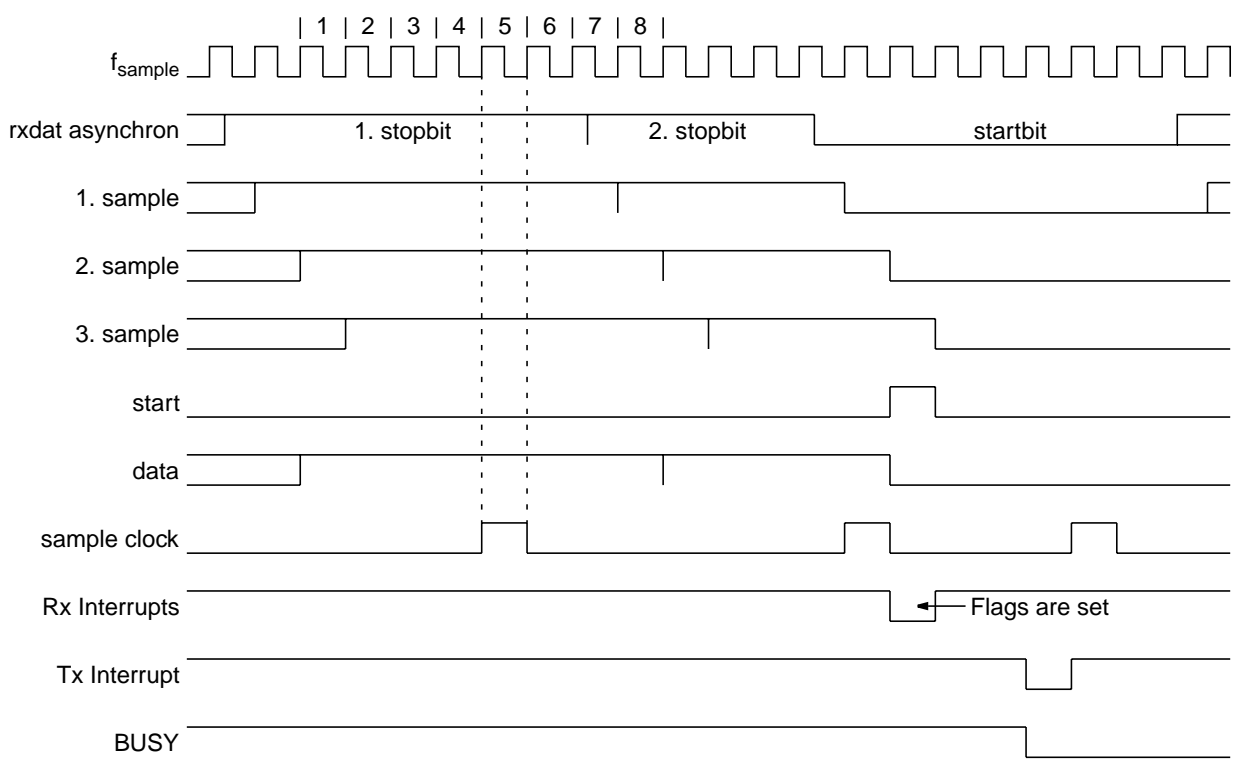 | 1 | 2 | 3 | 4 | 5 | 6 | 7 | 8 |
fsample
rxdat asynchron
1. stopbit
2. stopbit
startbit
1. sample
2. sample
3. sample
start
data
sample clock
Rx Interrupts
Flags are set
Tx Interrupt
BUSY